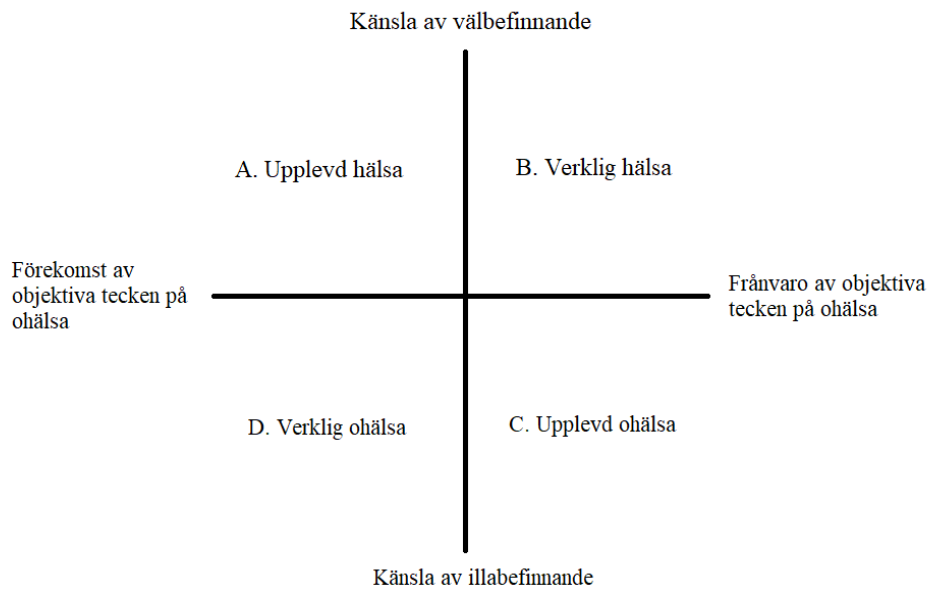 Känsla av välbefinnande
A. Upplevd hälsa
B. Verklig hälsa
Förekomst av
objektiva tecken på
ohälsa
Frånvaro av objektiva
tecken på ohälsa
D. Verklig ohälsa
C. Upplevd ohälsa
Känsla av illabefinnande